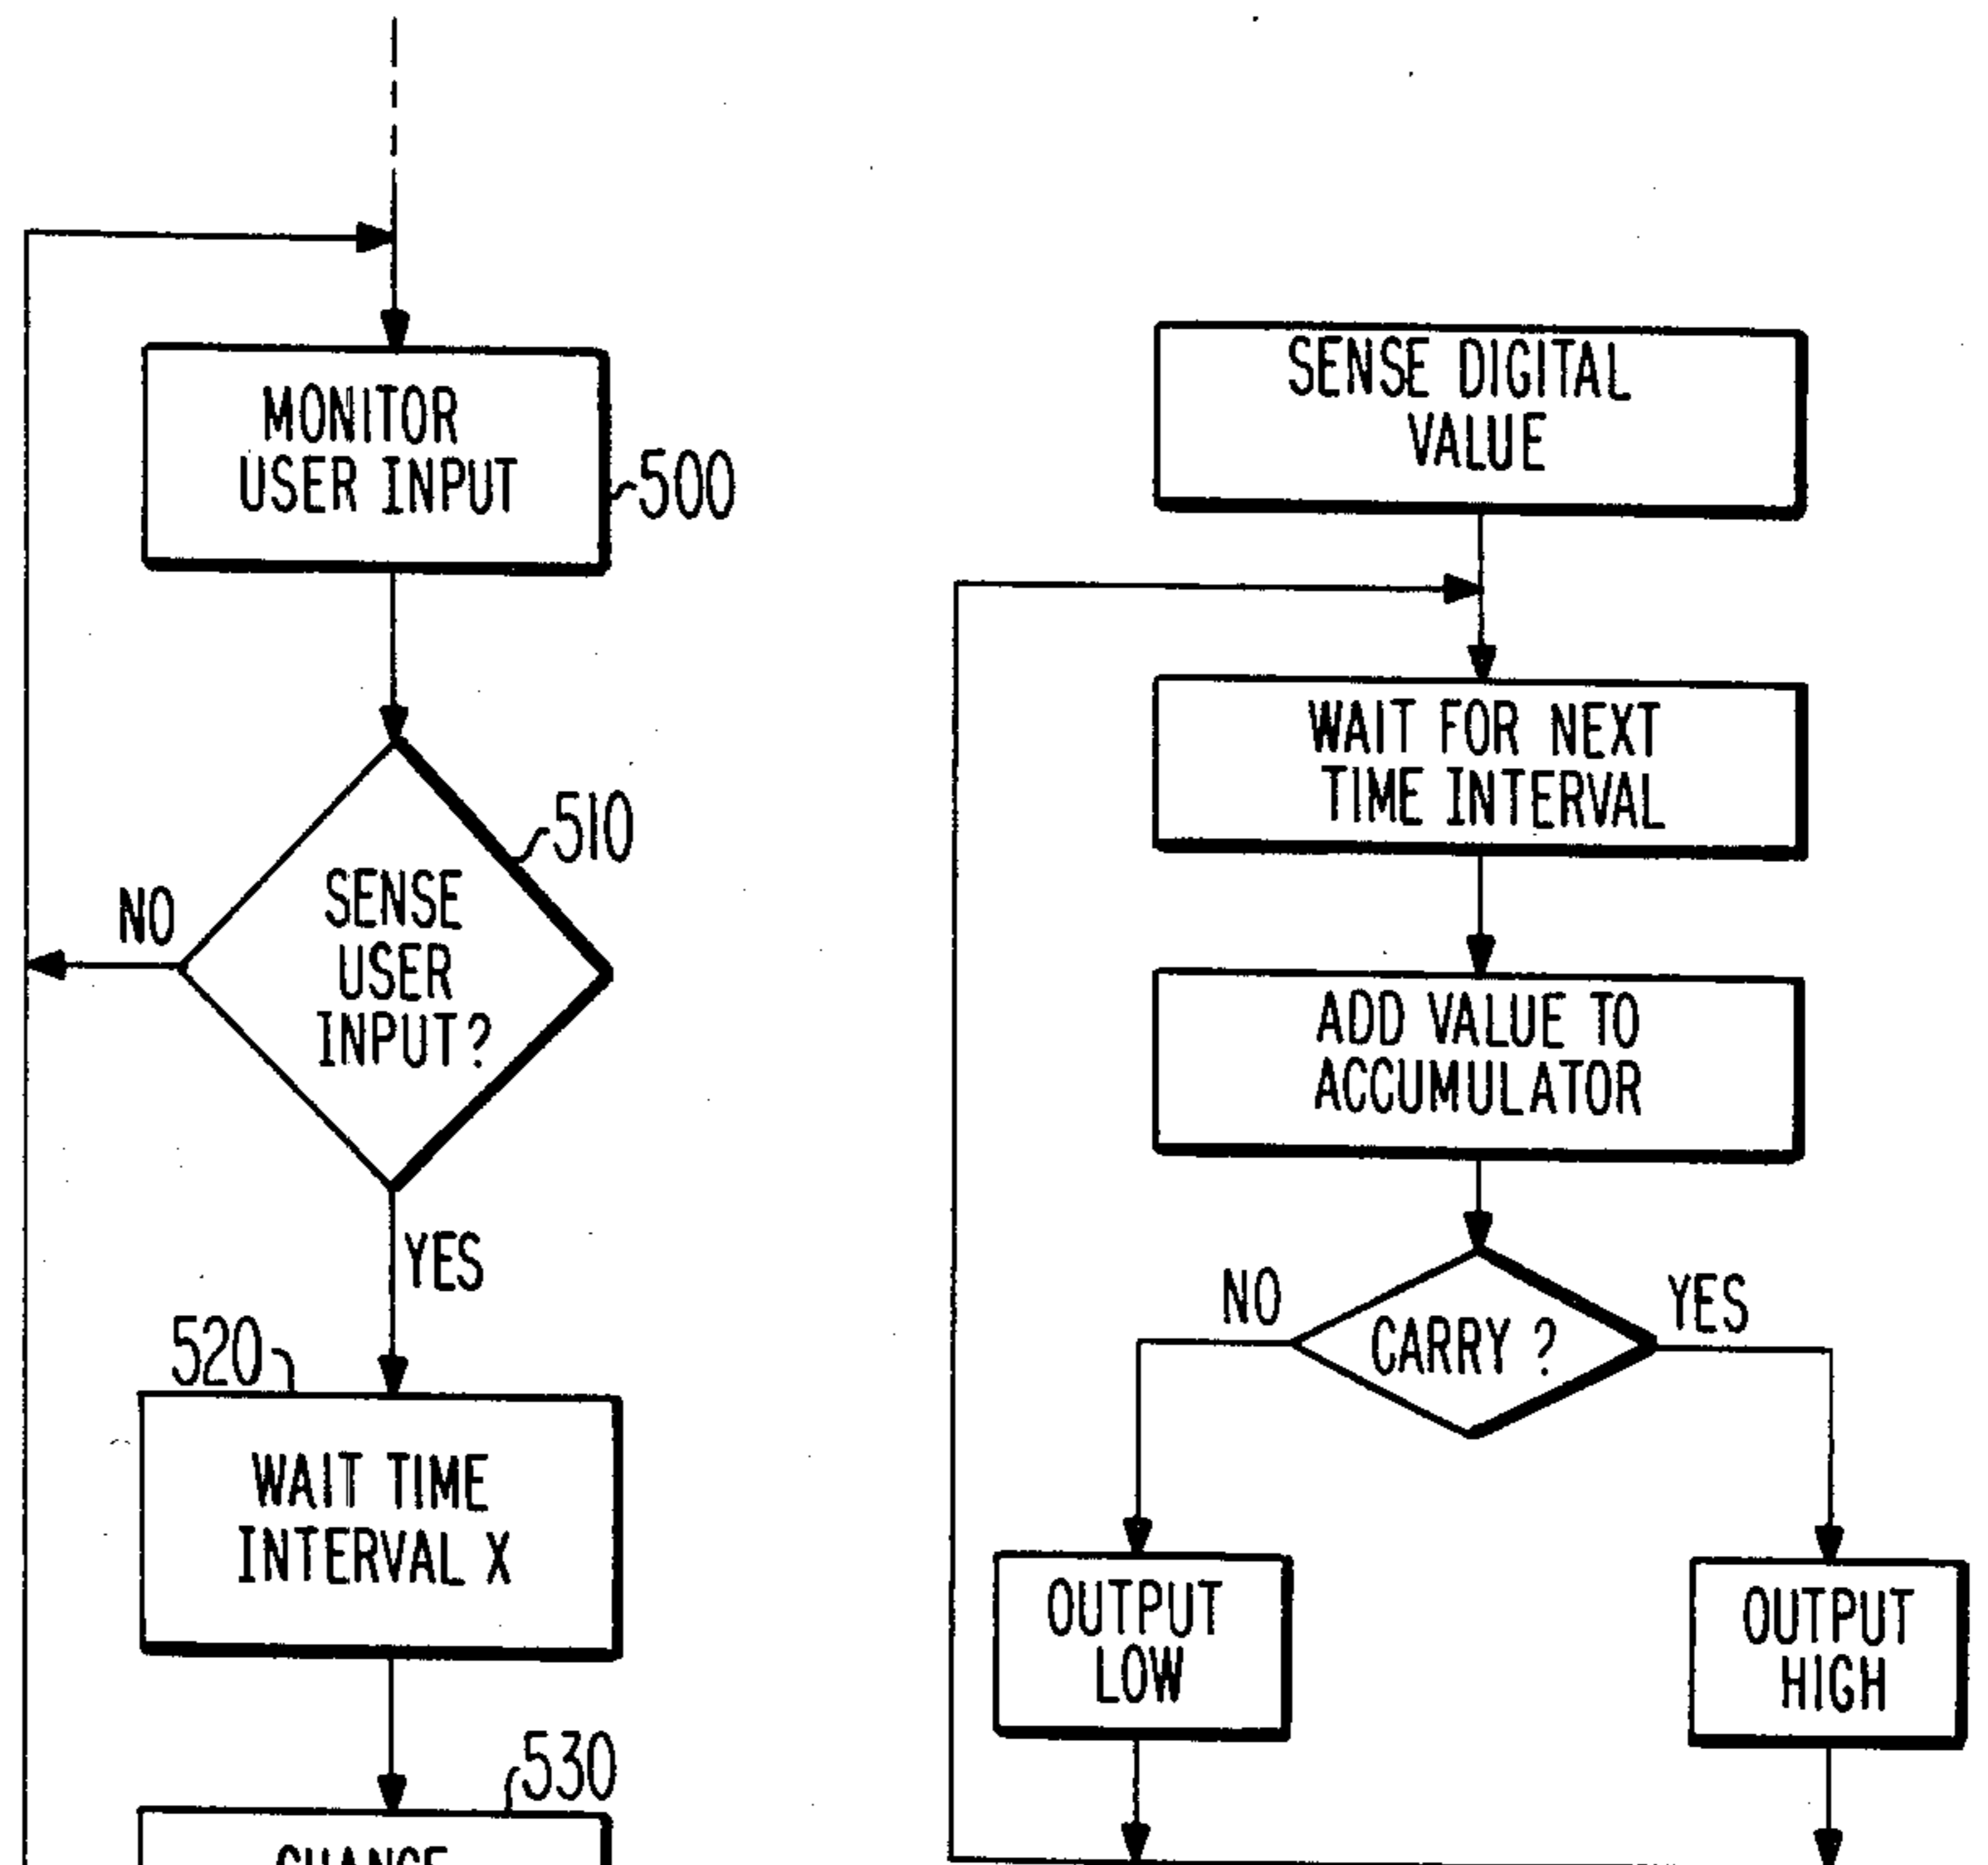 MONITOR
USER INPUT
500
510
SENSE
USER
INPUT?
NO
YES
520
WAIT TIME
INTERVAL X
530
CHANGE
SENSE DIGITAL
VALUE
WAIT FOR NEXT
TIME INTERVAL
ADD VALUE TO
ACCUMULATOR
NO
CARRY ?
YES
OUTPUT
LOW
OUTPUT
HIGH